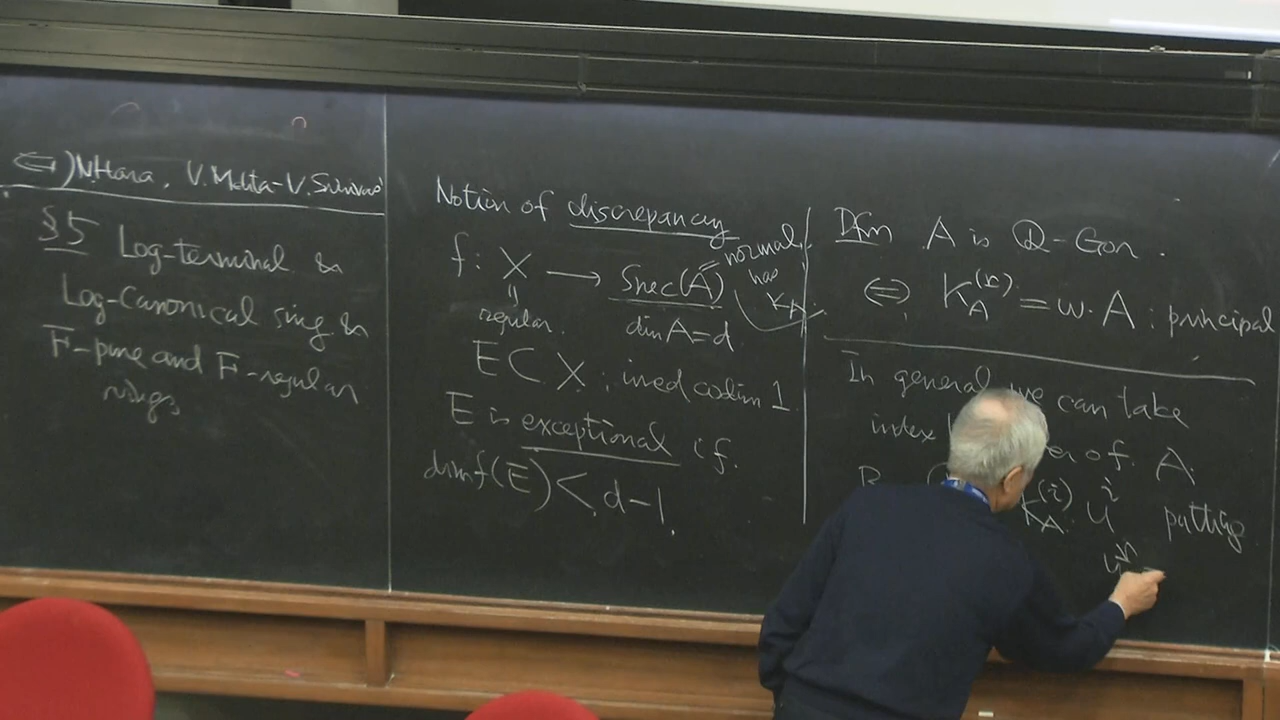 ⇐) N.Hara, V.Mehta-V.Srinivas
§5 Log-terminal &
Log-Canonical sing &
F-pure and F-regular
rings
Notion of discrepancy
f: X → Spec(A) = normal, has K_A.
|| regular. dim A = d
E ⊂ X ; irred codim 1
E is exceptional if.
dim f(E) < d-1.
Dfn A is Q-Gor.
⇔ K_A^{(r)} = w.A : principal
In general we can take
index of A.
K_A^{(i)} u^i putting
u^r